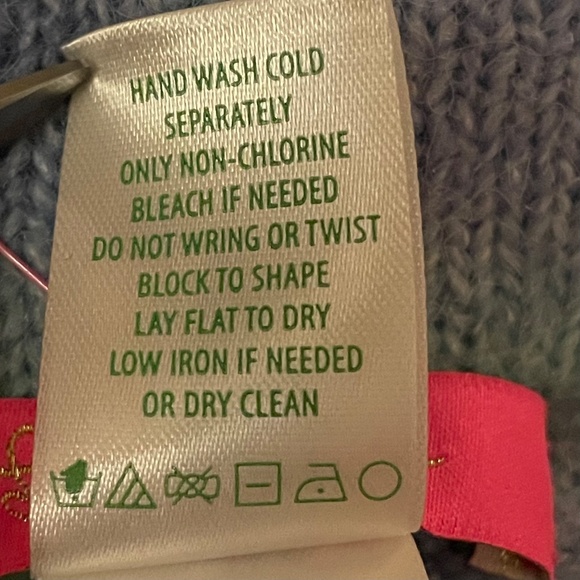 HAND WASH COLD
SEPARATELY
ONLY NON-CHLORINE
BLEACH IF NEEDED
DO NOT WRING OR TWIST
BLOCK TO SHAPE
LAY FLAT TO DRY
LOW IRON IF NEEDED
OR DRY CLEAN